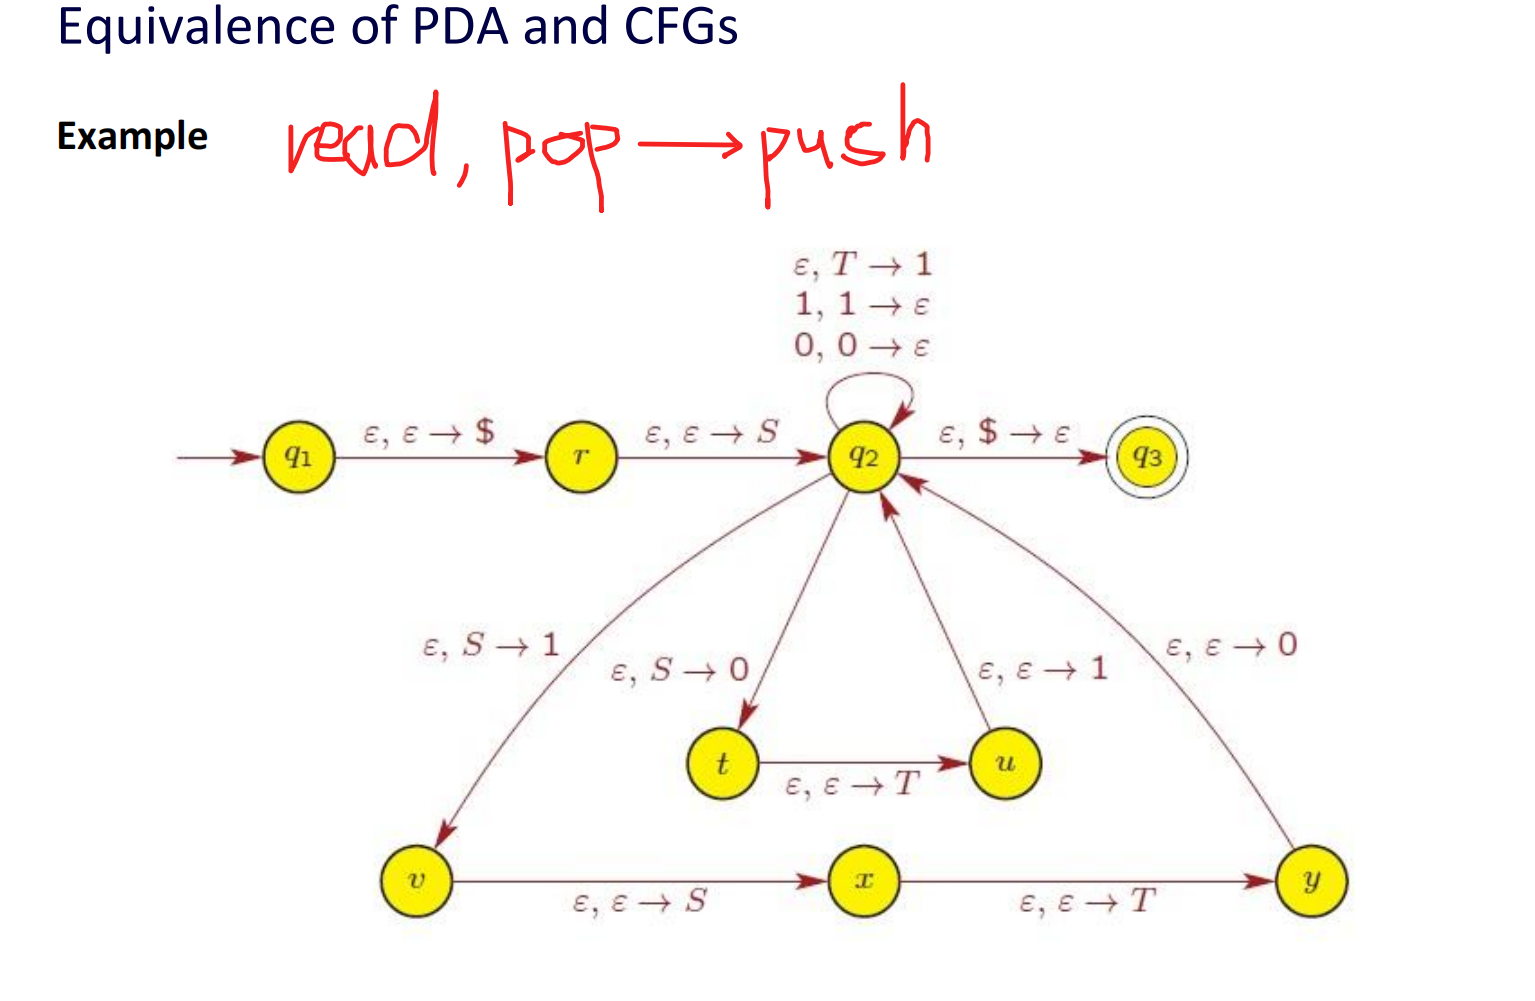 Equivalence of PDA and CFGs
Example read, pop → push
ε, T → 1
1, 1 → ε
0, 0 → ε
q₁ ε, ε → $ r ε, ε → S q₂ ε, $ → ε q₃
ε, S → 1 ε, S → 0 ε, ε → 1 ε, ε → 0
t ε, ε → T u
v ε, ε → S x ε, ε → T y